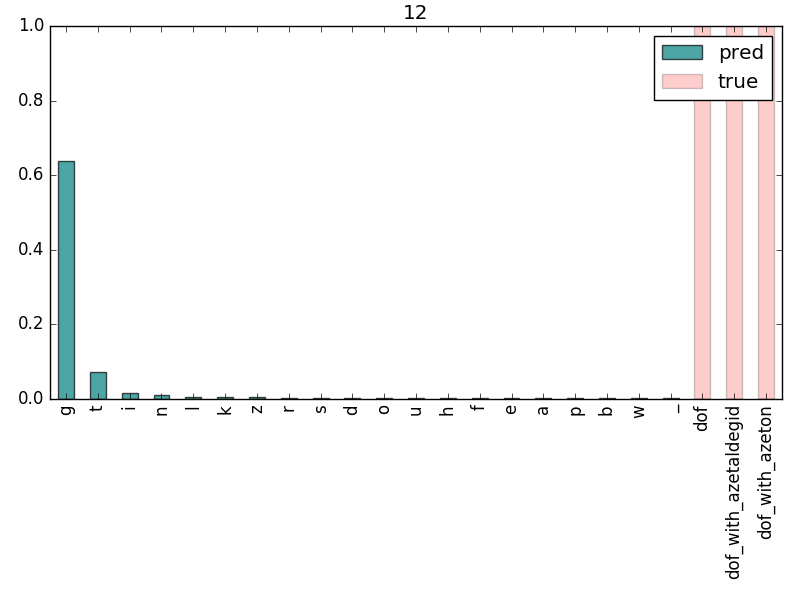 12
1.0
0.8
0.6
0.4
0.2
0.0
pred
true
g
t
i
n
l
k
z
r
s
d
o
u
h
f
e
a
p
b
w
_
dof
dof_with_azetaldegid
dof_with_azeton